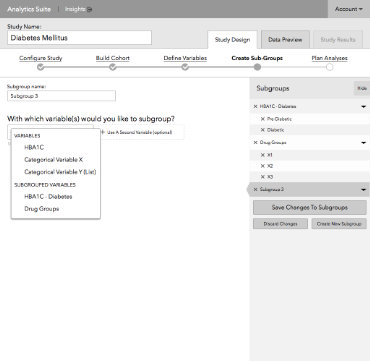 Analytics Suite
Insights
Account
Study Name:
Diabetes Mellitus
Study Design
Data Preview
Study Results
Configure Study
Build Cohort
Define Variables
Create Sub-Groups
Plan Analyses
Subgroup name:
Subgroup 3
With which variable(s) would you like to subgroup?
Use A Second Variable (optional)
VARIABLES
HBA1C
Categorical Variable X
Categorical Variable Y (List)
SUBGROUPED VARIABLES
HBA1C - Diabetes
Drug Groups
Subgroups
Hide
× HBA1C - Diabetes
× Pre Diabetic
× Diabetic
× Drug Groups
× X1
× X2
× X3
× Subgroup 3
Save Changes To Subgroups
Discard Changes
Create New Subgroup